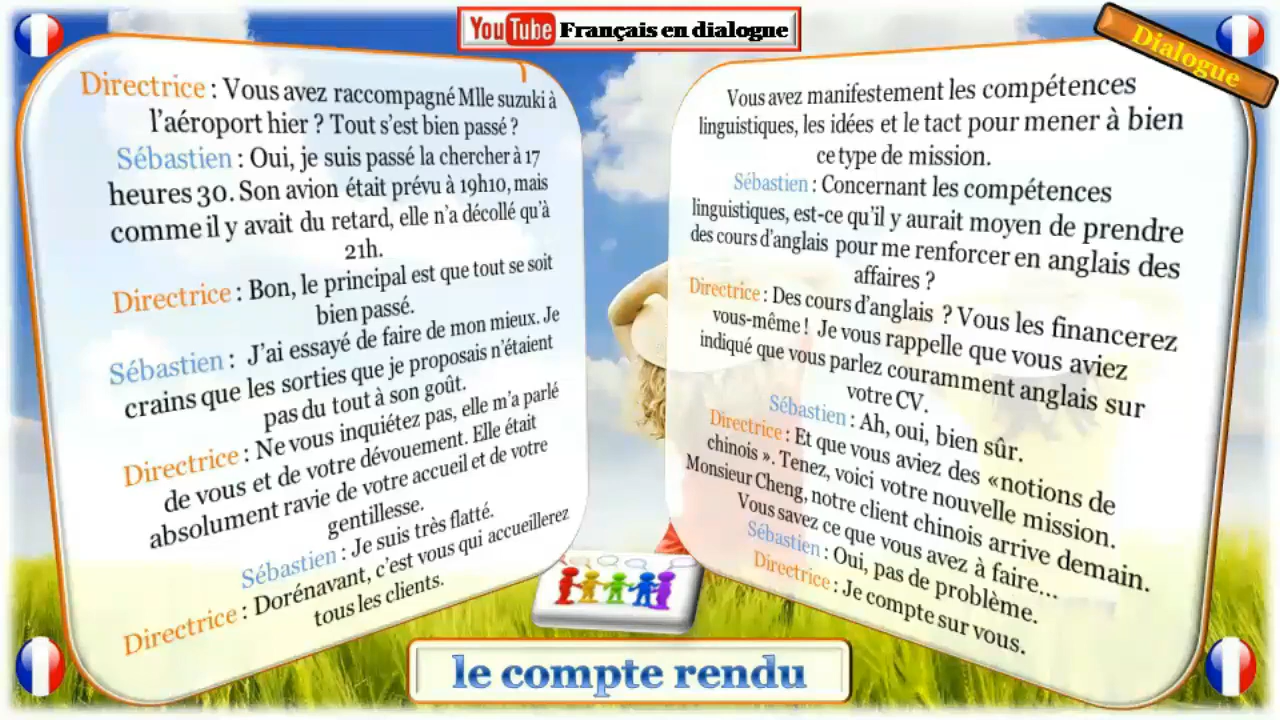 YouTube Français en dialogue
Dialogue
Directrice : Vous avez raccompagné Mlle suzuki à
l'aéroport hier ? Tout s'est bien passé ?
Sébastien : Oui, je suis passé la chercher à 17
heures 30. Son avion était prévu à 19h10, mais
comme il y avait du retard, elle n'a décollé qu'à
21h.
Directrice : Bon, le principal est que tout se soit
bien passé.
Sébastien : J'ai essayé de faire de mon mieux. Je
crains que les sorties que je proposais n'étaient
pas du tout à son goût.
Directrice : Ne vous inquiétez pas, elle m'a parlé
de vous et de votre dévouement. Elle était
absolument ravie de votre accueil et de votre
gentillesse.
Sébastien : Je suis très flatté.
Directrice : Dorénavant, c'est vous qui accueillerez
tous les clients.
Vous avez manifestement les compétences
linguistiques, les idées et le tact pour mener à bien
ce type de mission.
Sébastien : Concernant les compétences
linguistiques, est-ce qu'il y aurait moyen de prendre
des cours d'anglais pour me renforcer en anglais des
affaires ?
Directrice : Des cours d'anglais ? Vous les financerez
vous-même ! Je vous rappelle que vous aviez
indiqué que vous parlez couramment anglais sur
votre CV.
Sébastien : Ah, oui, bien sûr.
Directrice : Et que vous aviez des «notions de
chinois ». Tenez, voici votre nouvelle mission.
Monsieur Cheng, notre client chinois arrive demain.
Vous savez ce que vous avez à faire...
Sébastien : Oui, pas de problème.
Directrice : Je compte sur vous.
le compte rendu